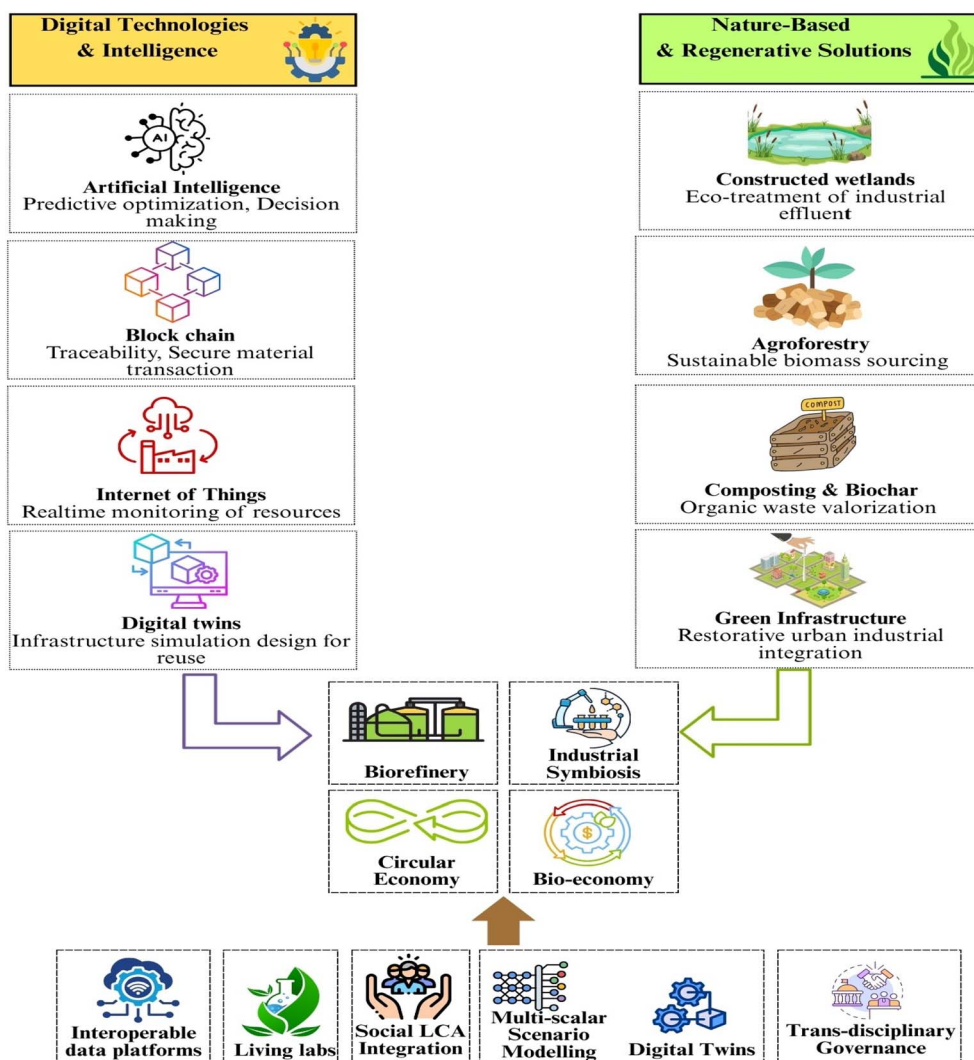 Digital Technologies
& Intelligence
AI
Artificial Intelligence
Predictive optimization, Decision
making
Block chain
Traceability, Secure material
transaction
Internet of Things
Realtime monitoring of resources
Digital twins
Infrastructure simulation design for
reuse
Nature-Based
& Regenerative Solutions
Constructed wetlands
Eco-treatment of industrial
effluent
Agroforestry
Sustainable biomass sourcing
COMPOST
Composting & Biochar
Organic waste valorization
Green Infrastructure
Restorative urban industrial
integration
Biorefinery
Industrial
Symbiosis
Circular
Economy
$
Bio-economy
Interoperable
data platforms
Living labs
Social LCA
Integration
Multi-scalar
Scenario
Modelling
Digital Twins
Trans-disciplinary
Governance